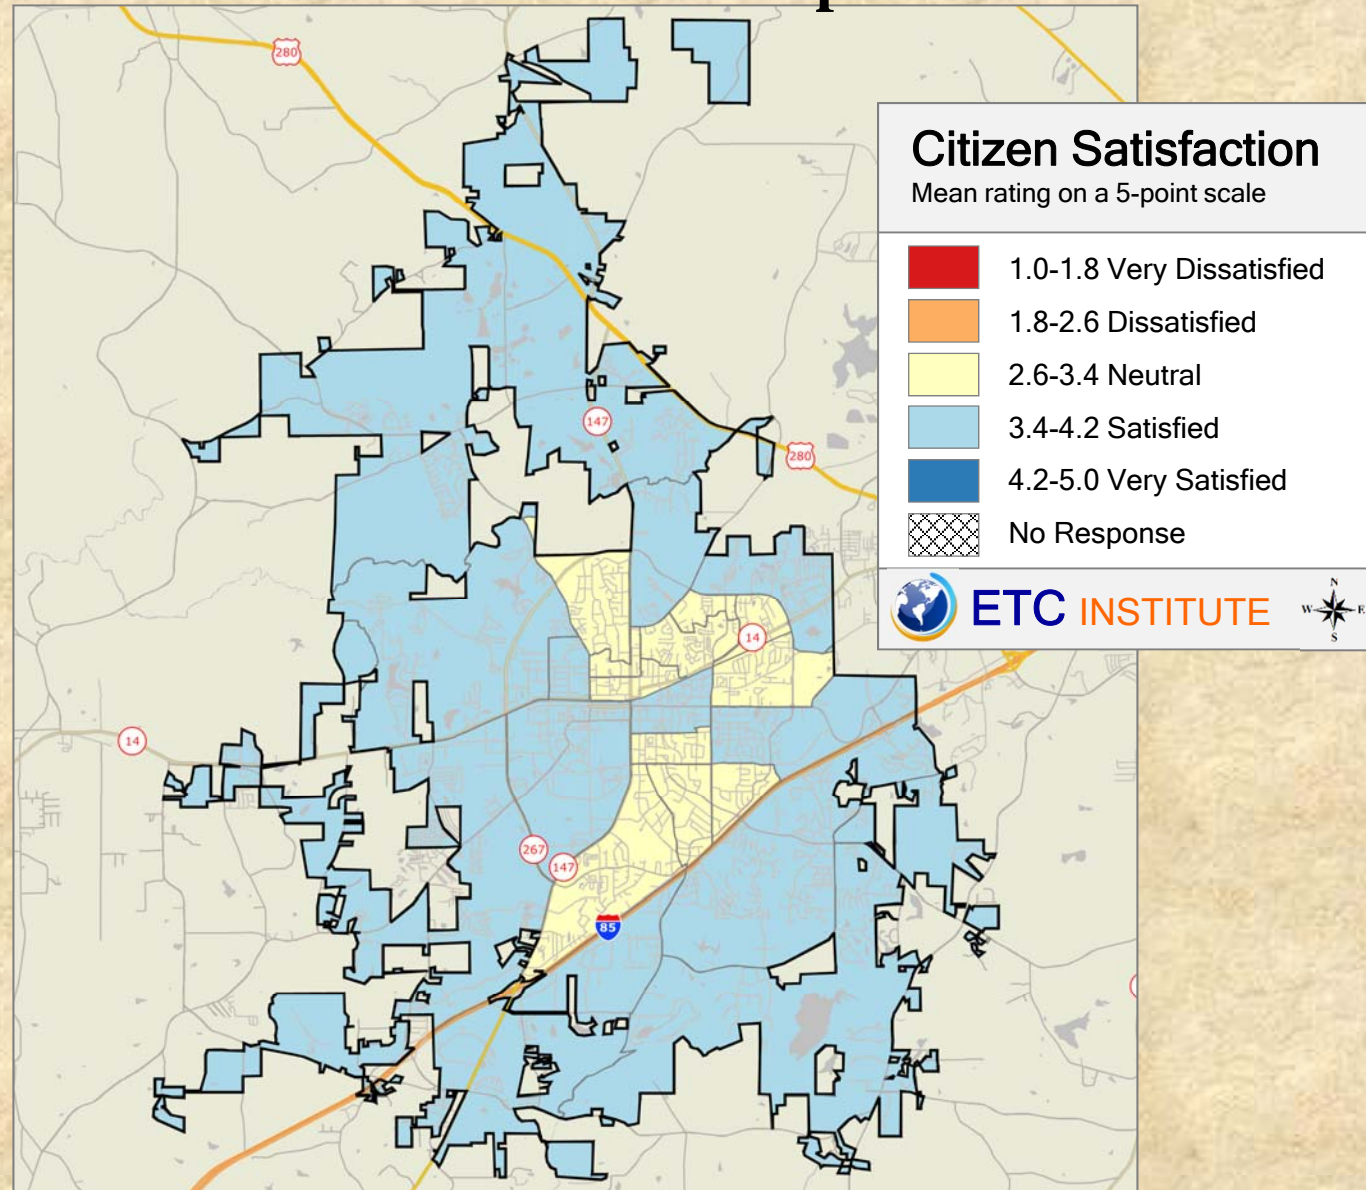 280
Citizen Satisfaction
Mean rating on a 5-point scale
1.0-1.8 Very Dissatisfied
1.8-2.6 Dissatisfied
2.6-3.4 Neutral
3.4-4.2 Satisfied
4.2-5.0 Very Satisfied
No Response
ETC INSTITUTE
N
W E
S
147
280
14
14
267
147
85